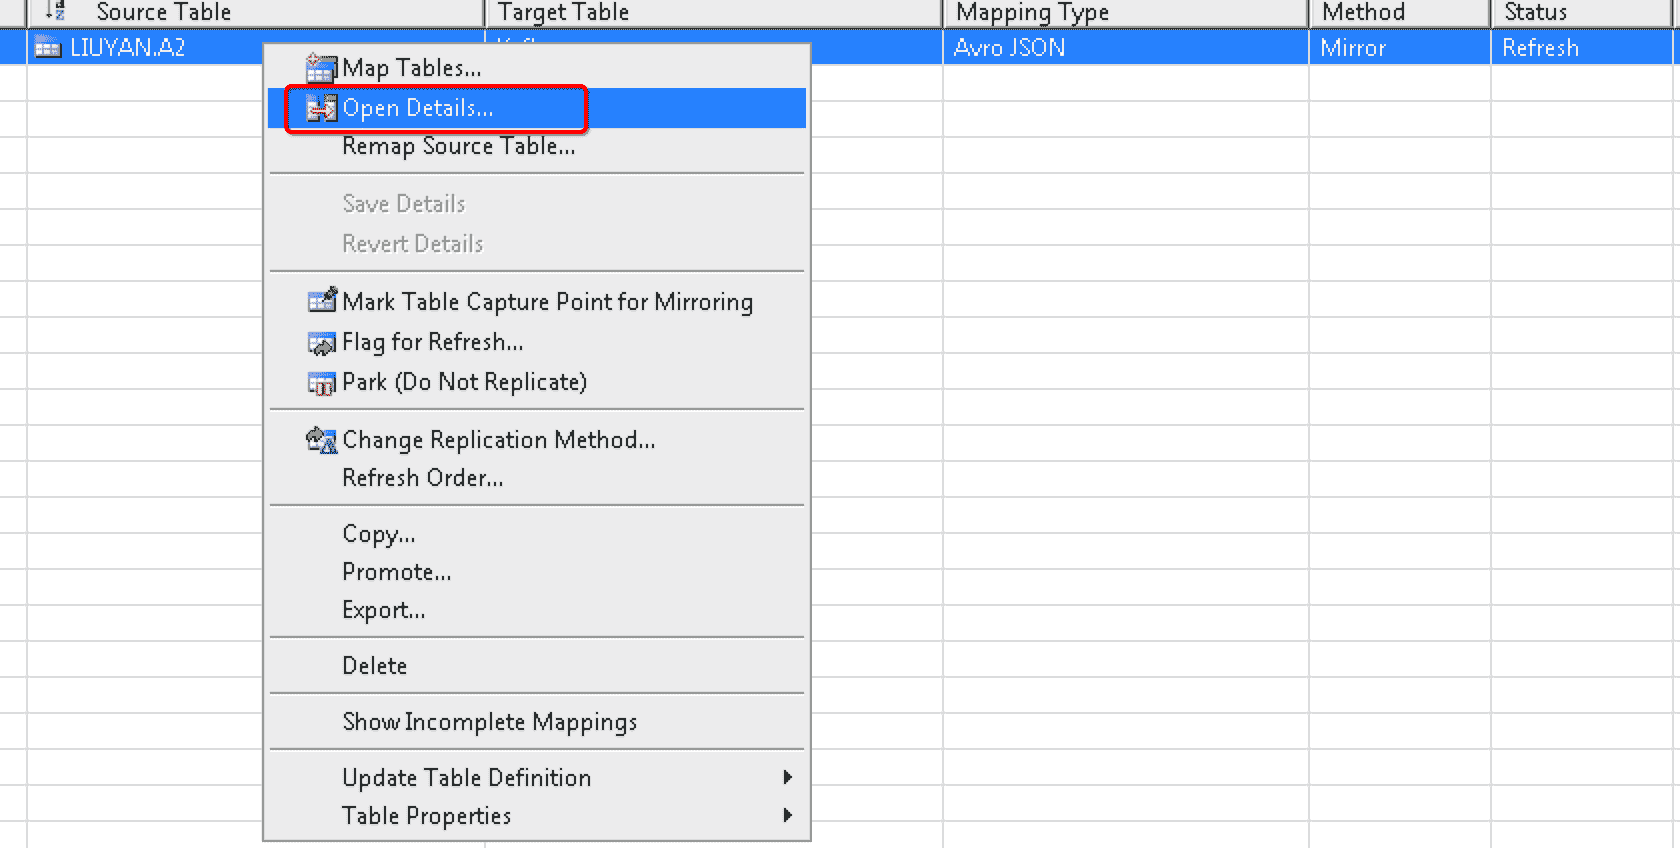 Source Table Target Table Mapping Type Method Status
LIUYAN.A2 Avro JSON Mirror Refresh
Map Tables...
Open Details...
Remap Source Table...
Save Details
Revert Details
Mark Table Capture Point for Mirroring
Flag for Refresh...
Park (Do Not Replicate)
Change Replication Method...
Refresh Order...
Copy...
Promote...
Export...
Delete
Show Incomplete Mappings
Update Table Definition
Table Properties